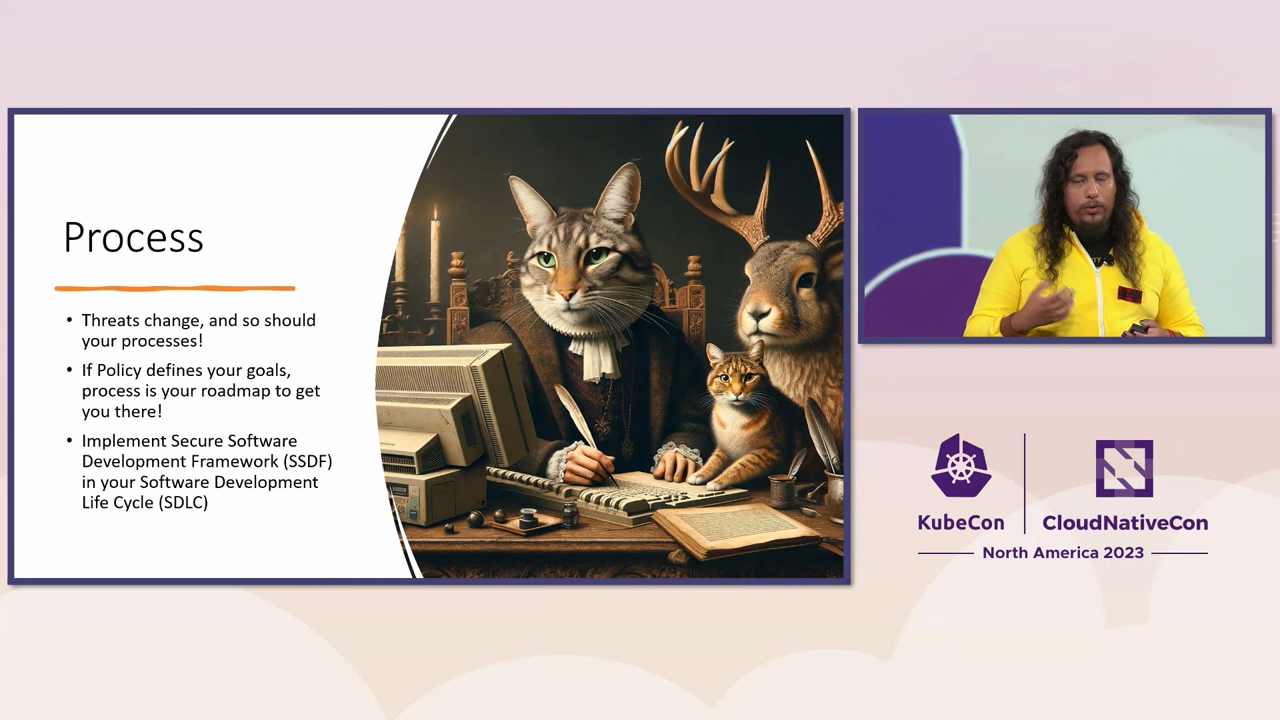 Process
• Threats change, and so should
your processes!
• If Policy defines your goals,
process is your roadmap to get
you there!
• Implement Secure Software
Development Framework (SSDF)
in your Software Development
Life Cycle (SDLC)
KubeCon
CloudNativeCon
North America 2023